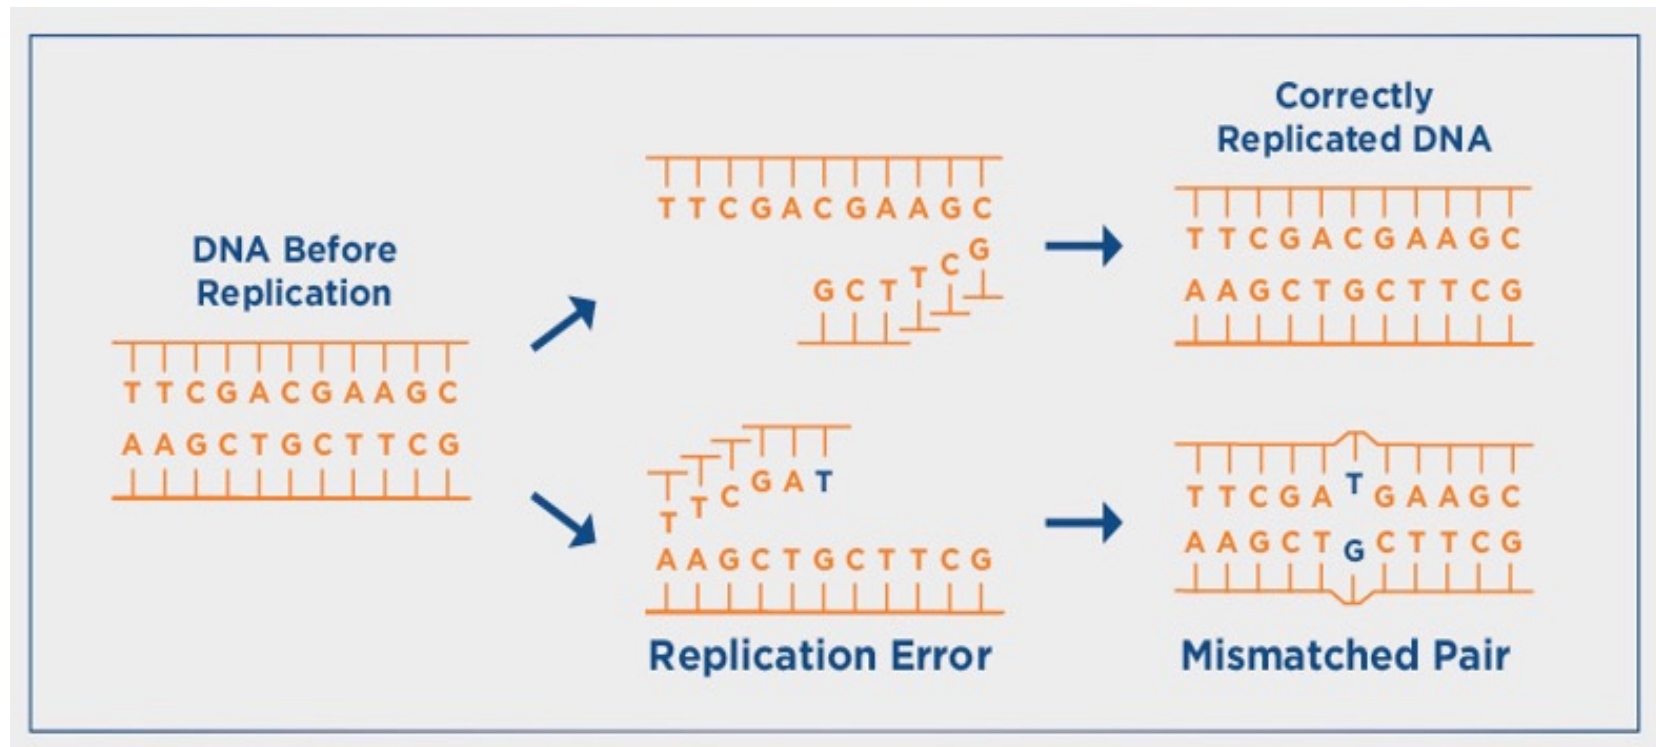 DNA Before
Replication
T T C G A C G A A G C
A A G C T G C T T C G
T T C G A C G A A G C
G C T T C G
T T C G A T
A A G C T G C T T C G
Replication Error
Correctly
Replicated DNA
T T C G A C G A A G C
A A G C T G C T T C G
T T C G A T G A A G C
A A G C T G C T T C G
Mismatched Pair